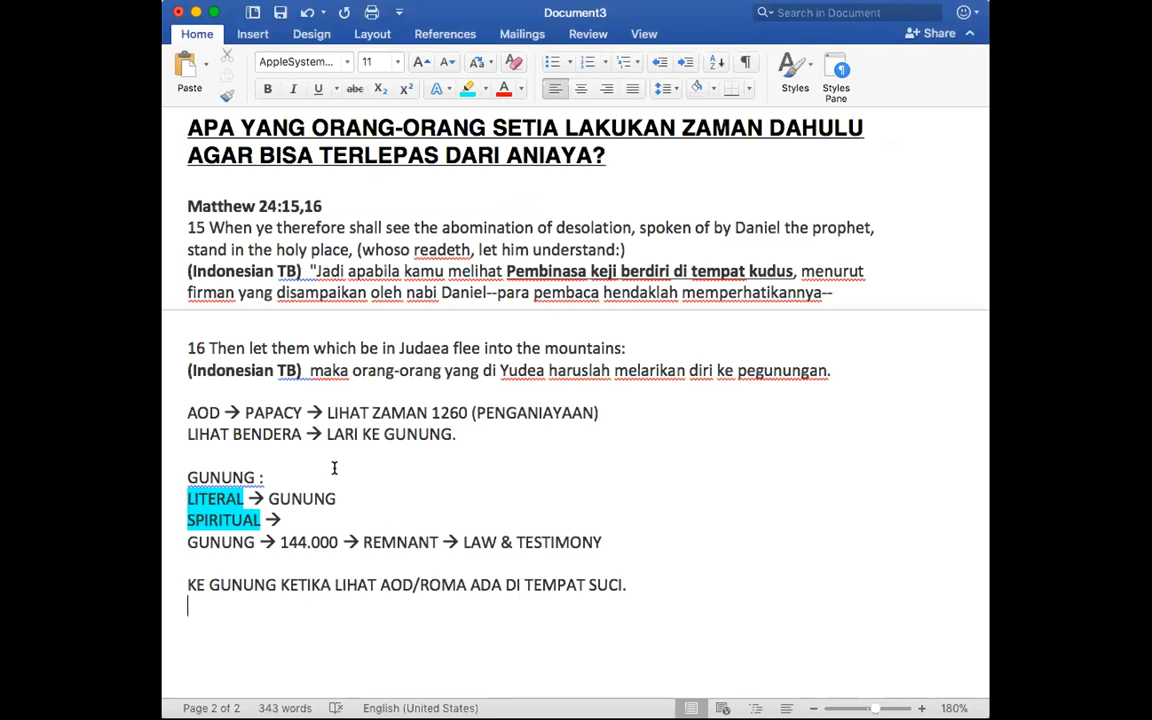 Document3
Search in Document
Home Insert Design Layout References Mailings Review View Share
AppleSystem... 11
Paste Styles Styles Pane
APA YANG ORANG-ORANG SETIA LAKUKAN ZAMAN DAHULU
AGAR BISA TERLEPAS DARI ANIAYA?
Matthew 24:15,16
15 When ye therefore shall see the abomination of desolation, spoken of by Daniel the prophet,
stand in the holy place, (whoso readeth, let him understand:)
(Indonesian TB) "Jadi apabila kamu melihat Pembinasa keji berdiri di tempat kudus, menurut
firman yang disampaikan oleh nabi Daniel--para pembaca hendaklah memperhatikannya--
16 Then let them which be in Judaea flee into the mountains:
(Indonesian TB) maka orang-orang yang di Yudea haruslah melarikan diri ke pegunungan.
AOD → PAPACY → LIHAT ZAMAN 1260 (PENGANIAYAAN)
LIHAT BENDERA → LARI KE GUNUNG.
GUNUNG :
LITERAL → GUNUNG
SPIRITUAL →
GUNUNG → 144.000 → REMNANT → LAW & TESTIMONY
KE GUNUNG KETIKA LIHAT AOD/ROMA ADA DI TEMPAT SUCI.
Page 2 of 2 343 words English (United States) 180%